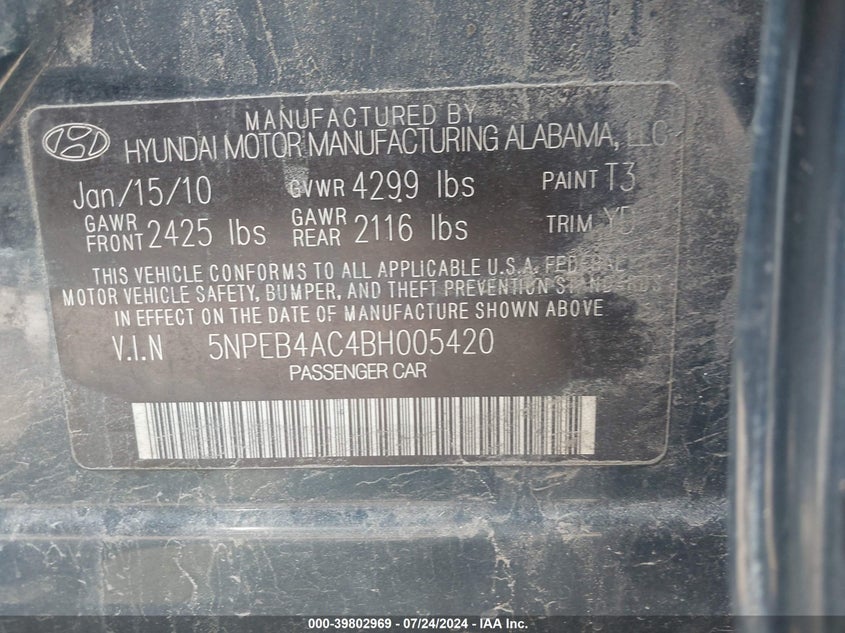 MANUFACTURED BY
HYUNDAI MOTOR MANUFACTURING ALABAMA, LLC
Jan/15/10 GVWR 4299 lbs PAINT T3
GAWR FRONT 2425 lbs GAWR REAR 2116 lbs TRIM Y5
THIS VEHICLE CONFORMS TO ALL APPLICABLE U.S.A. FEDERAL
MOTOR VEHICLE SAFETY, BUMPER, AND THEFT PREVENTION STANDARDS
IN EFFECT ON THE DATE OF MANUFACTURE SHOWN ABOVE
V.I.N 5NPEB4AC4BH005420
PASSENGER CAR
000-39802969 - 07/24/2024 - IAA Inc.